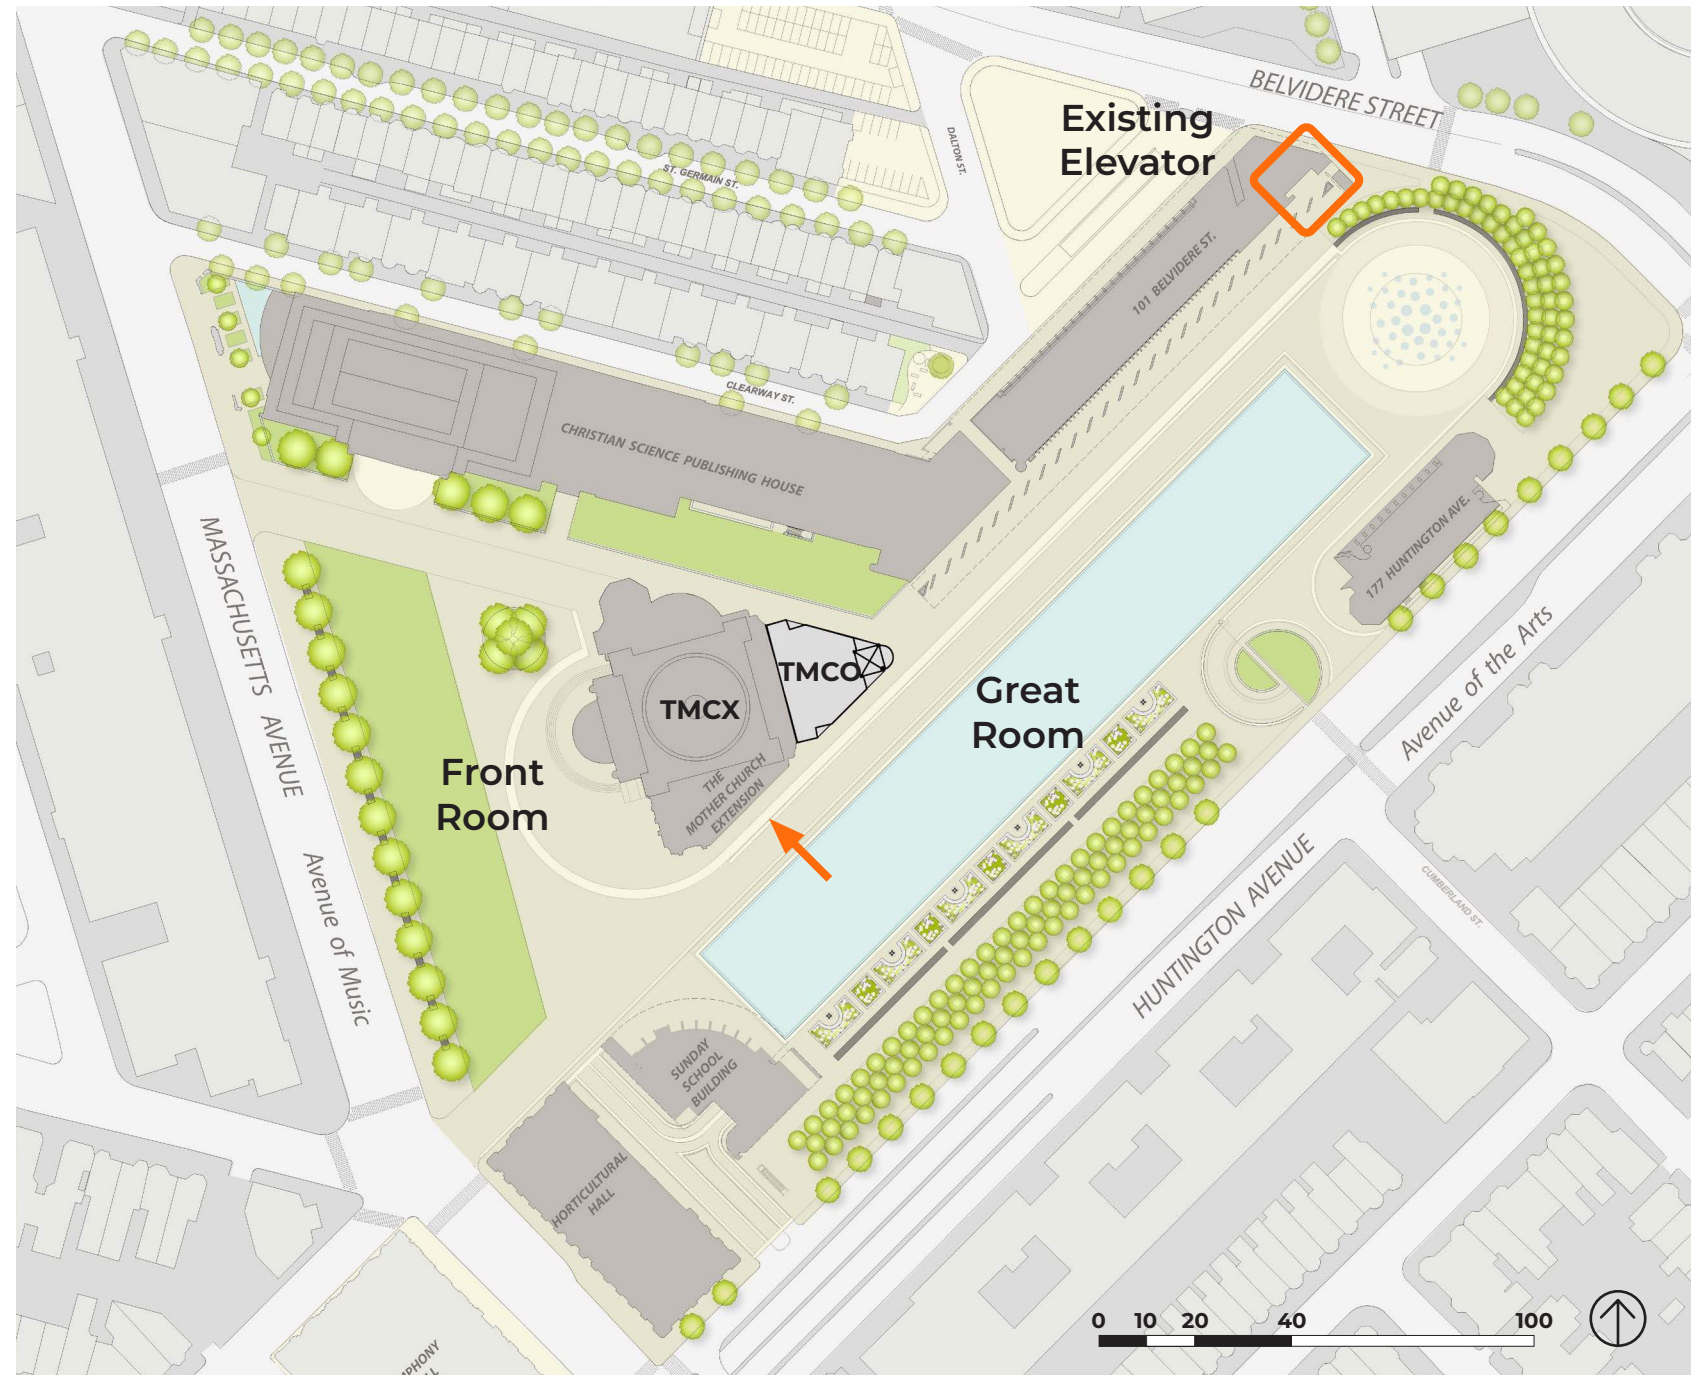 BELVIDERE STREET
Existing
Elevator
DALTON ST.
ST. GERMAIN ST.
101 BELVIDERE ST.
CLEARWAY ST.
CHRISTIAN SCIENCE PUBLISHING HOUSE
177 HUNTINGTON AVE.
MASSACHUSETTS AVENUE
Avenue of the Arts
TMCO
TMCX
Great
Room
Front
Room
THE
MOTHER CHURCH
EXTENSION
Avenue of Music
HUNTINGTON AVENUE
CUMBERLAND ST.
SUNDAY
SCHOOL
BUILDING
HORTICULTURAL
HALL
0 10 20 40 100